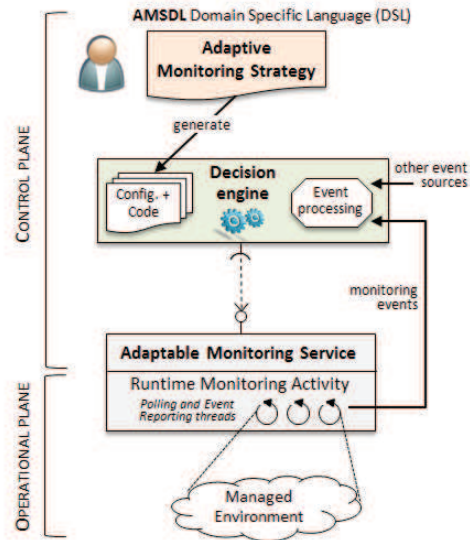 AMSDL Domain Specific Language (DSL)
Adaptive
Monitoring Strategy
generate
CONTROL PLANE
Config. +
Code
Decision
engine
Event
processing
other event
sources
monitoring
events
Adaptable Monitoring Service
Runtime Monitoring Activity
Polling and Event
Reporting threads
OPERATIONAL PLANE
Managed
Environment